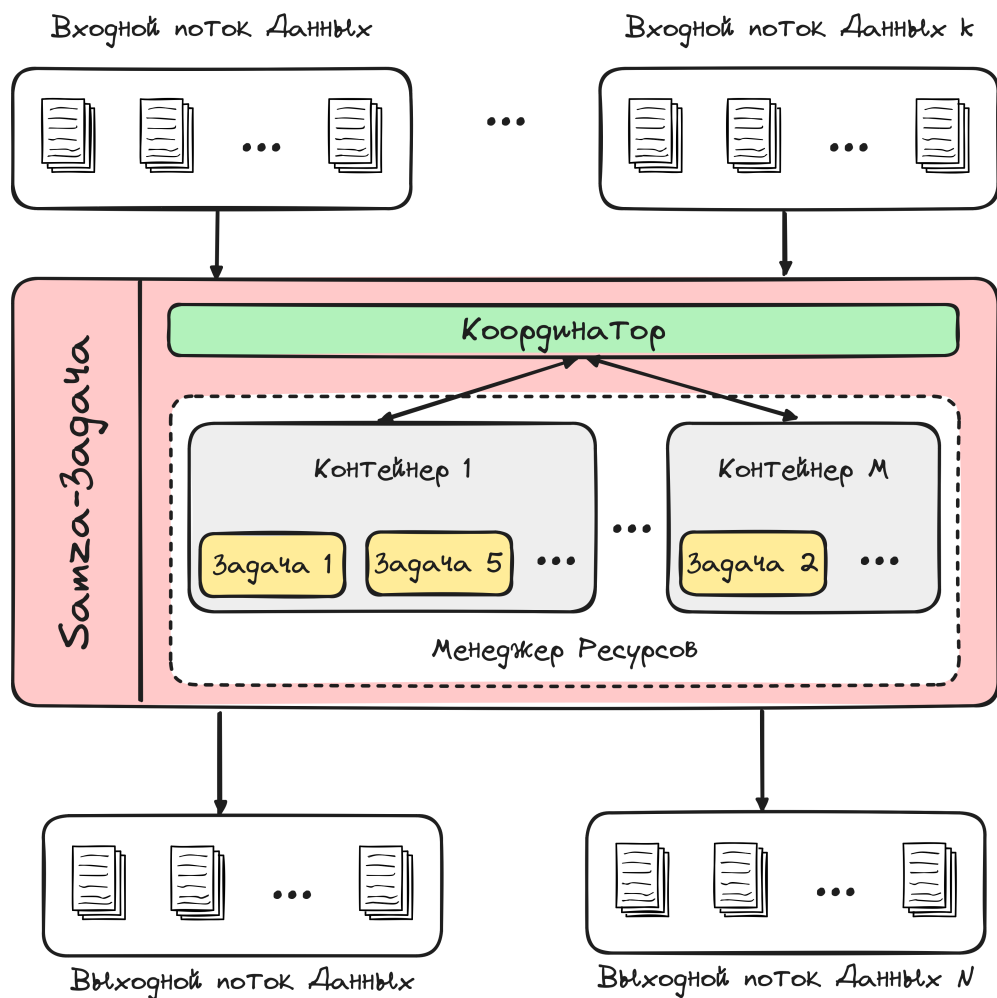 Входной поток Данных
Входной поток Данных k
Samza-Задача
Координатор
Контейнер 1
Контейнер M
Задача 1
Задача 5
Задача 2
Менеджер Ресурсов
Выходной поток Данных
Выходной поток Данных N